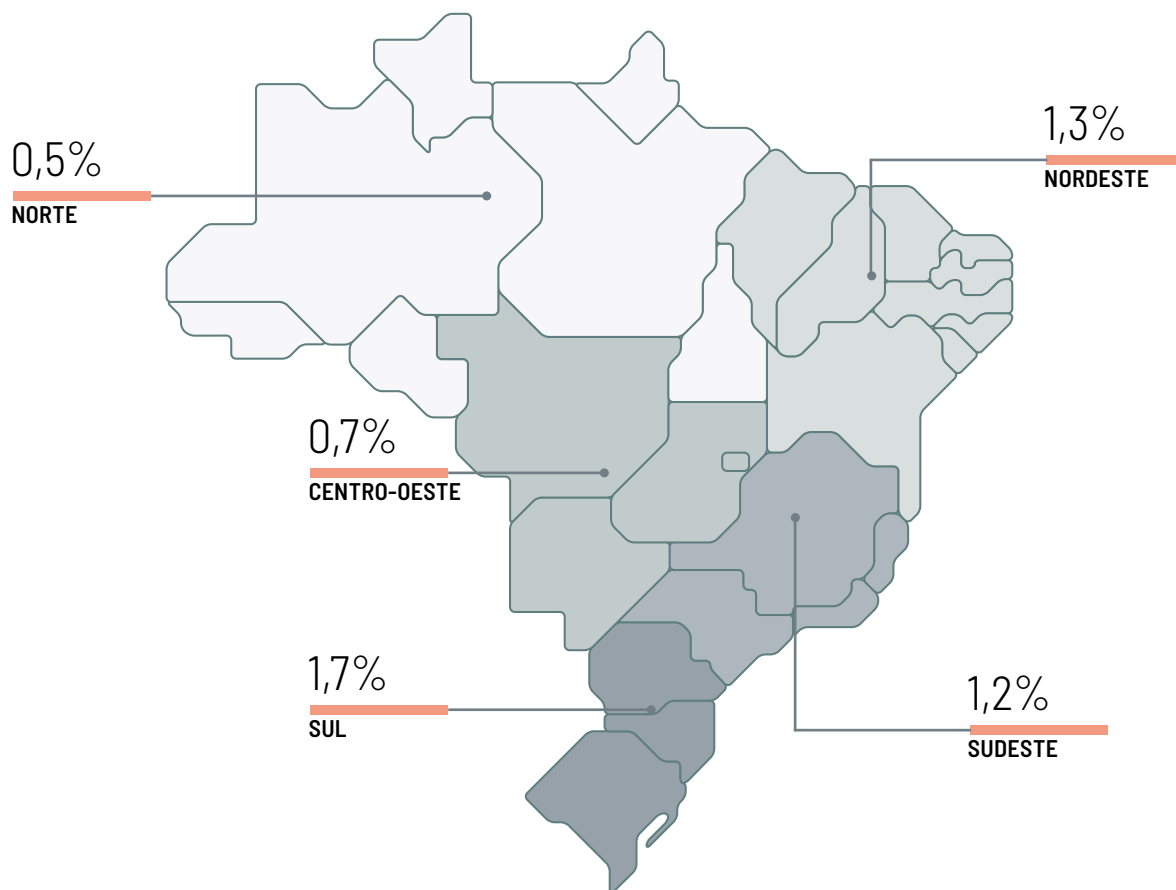 1,3%
NORDESTE
0,5%
NORTE
0,7%
CENTRO-OESTE
1,7%
SUL
1,2%
SUDESTE